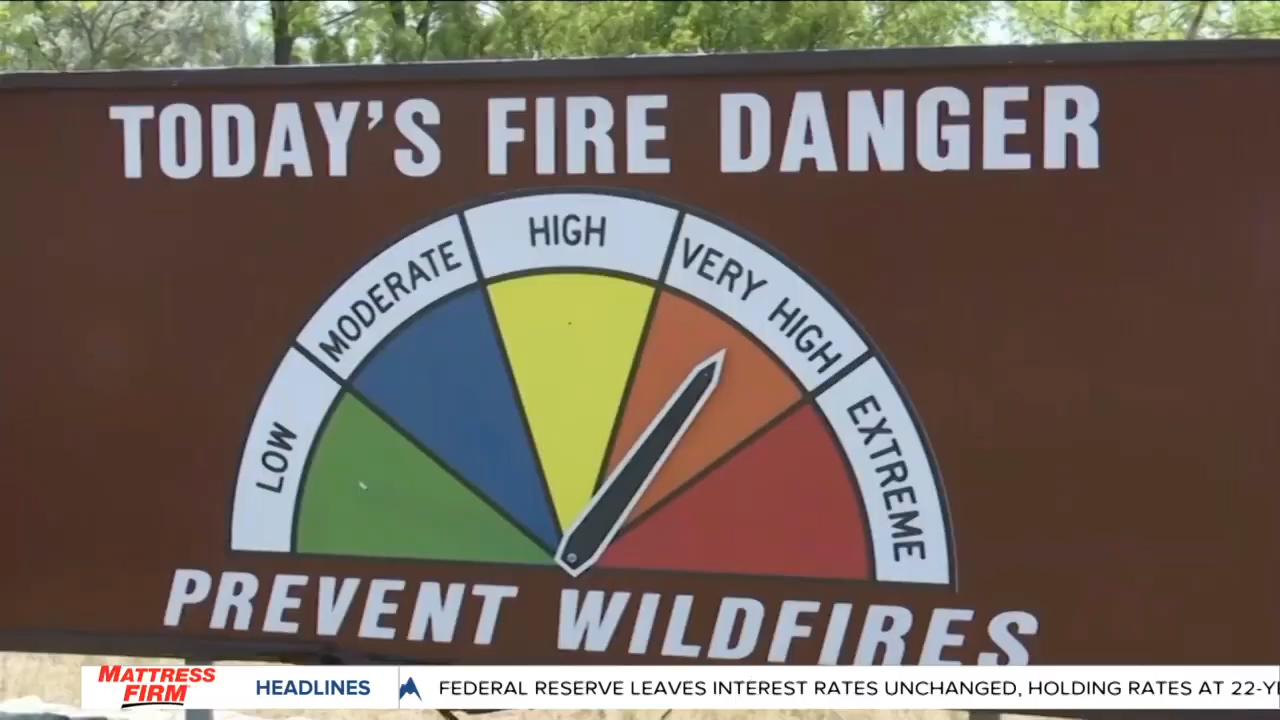 TODAY'S FIRE DANGER
LOW
MODERATE
HIGH
VERY HIGH
EXTREME
PREVENT WILDFIRES
MATTRESS
FIRM
HEADLINES
FEDERAL RESERVE LEAVES INTEREST RATES UNCHANGED, HOLDING RATES AT